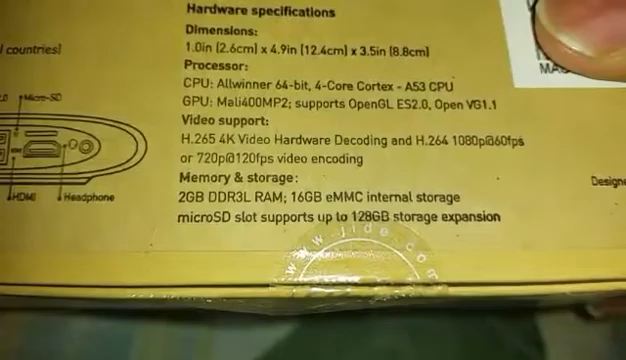 Hardware specifications
Dimensions:
1.0in (2.6cm) x 4.9in (12.4cm) x 3.5in (8.8cm)
Processor:
CPU: Allwinner 64-bit, 4-Core Cortex - A53 CPU
GPU: Mali400MP2; supports OpenGL ES2.0, Open VG1.1
Video support:
H.265 4K Video Hardware Decoding and H.264 1080p@60fps
or 720p@120fps video encoding
Memory & storage:
2GB DDR3L RAM; 16GB eMMC internal storage
microSD slot supports up to 128GB storage expansion
countries)
Micro-SD
HDMI
Headphone
www.jide.com